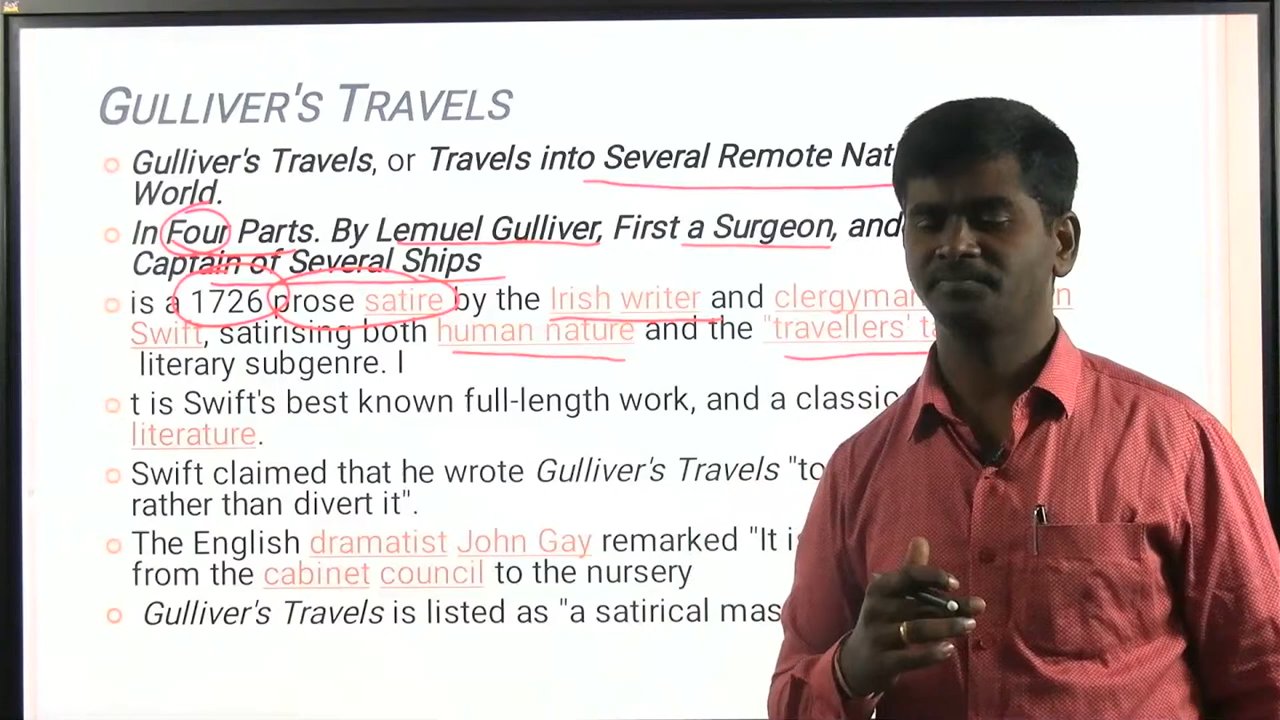 GULLIVER'S TRAVELS
Gulliver's Travels, or Travels into Several Remote Nat
World.
In Four Parts. By Lemuel Gulliver, First a Surgeon, and
Captain of Several Ships
is a 1726 prose satire by the Irish writer and clergyman n
Swift, satirising both human nature and the "travellers' ta
literary subgenre. I
t is Swift's best known full-length work, and a classic
literature.
Swift claimed that he wrote Gulliver's Travels "to
rather than divert it".
The English dramatist John Gay remarked "It is
from the cabinet council to the nursery
Gulliver's Travels is listed as "a satirical mas